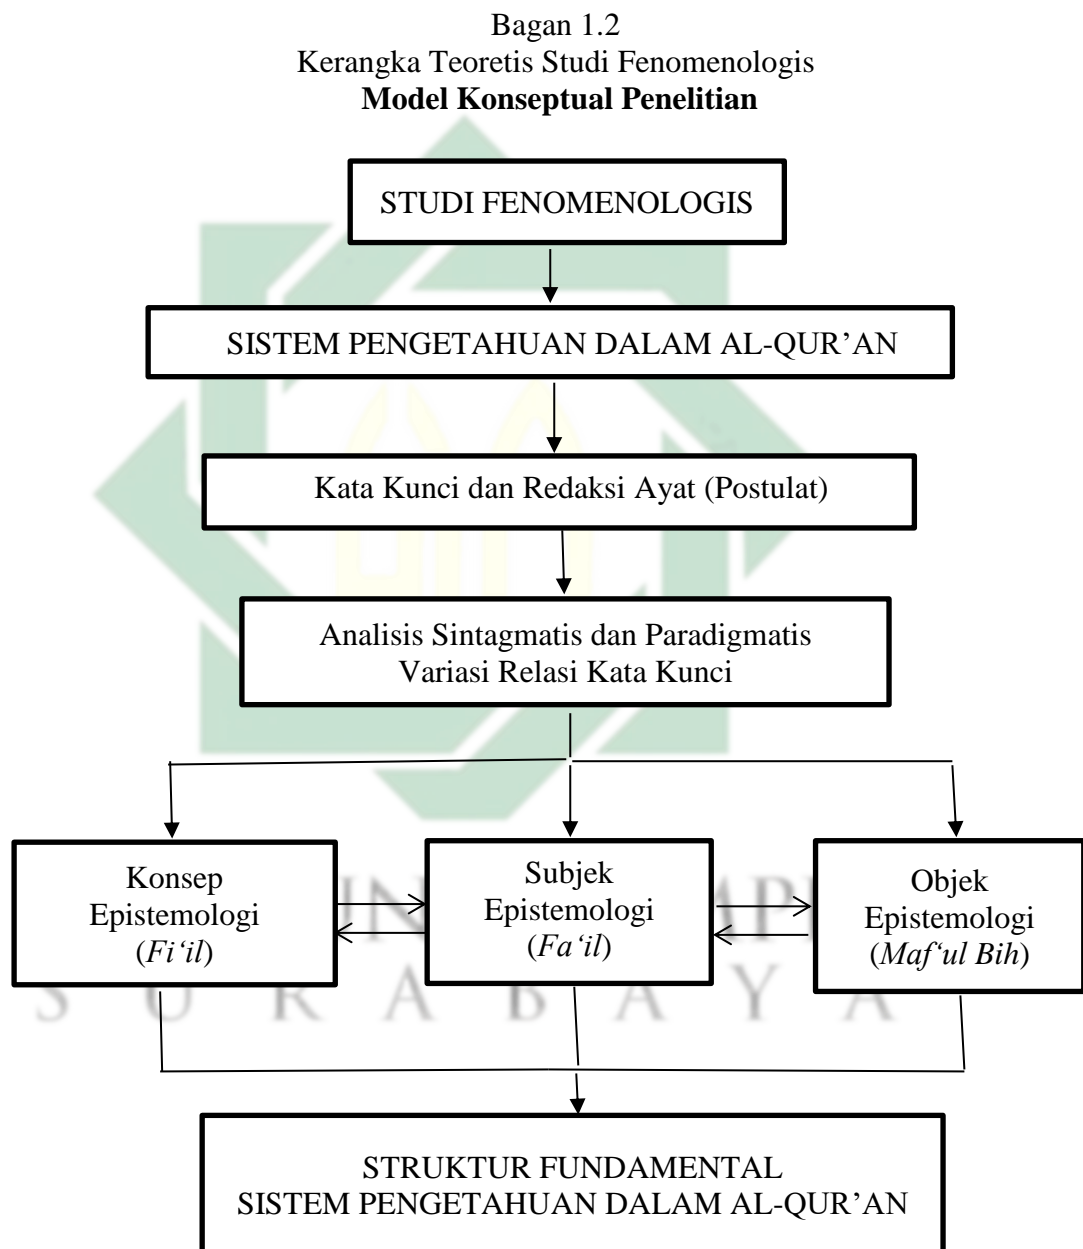 Bagan 1.2
Kerangka Teoretis Studi Fenomenologis
Model Konseptual Penelitian
STUDI FENOMENOLOGIS
SISTEM PENGETAHUAN DALAM AL-QUR’AN
Kata Kunci dan Redaksi Ayat (Postulat)
Analisis Sintagmatis dan Paradigmatis
Variasi Relasi Kata Kunci
Konsep
Epistemologi
(Fi‘il)
Subjek
Epistemologi
(Fa‘il)
Objek
Epistemologi
(Maf‘ul Bih)
S U R A B A Y A
STRUKTUR FUNDAMENTAL
SISTEM PENGETAHUAN DALAM AL-QUR’AN